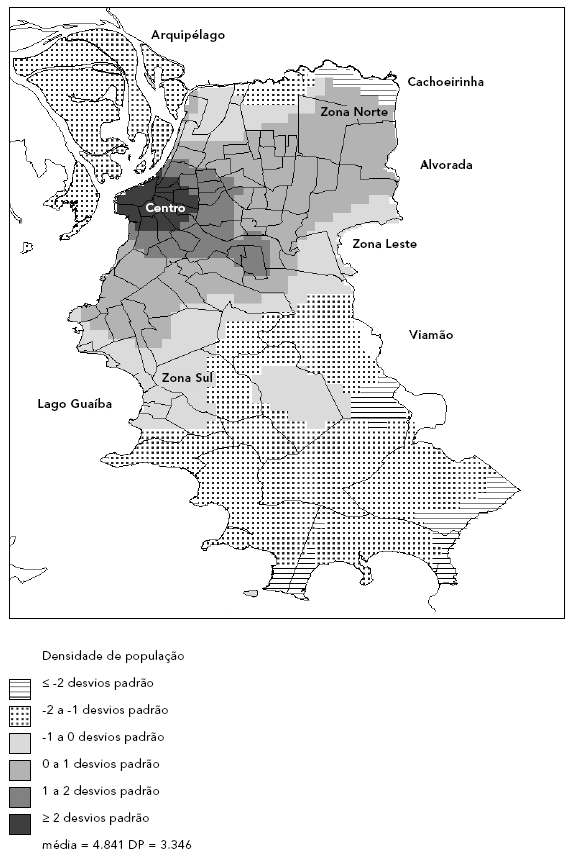 Arquipélago
Cachoeirinha
Zona Norte
Alvorada
Centro
Zona Leste
Viamão
Zona Sul
Lago Guaíba
Densidade de população
≤ -2 desvios padrão
-2 a -1 desvios padrão
-1 a 0 desvios padrão
0 a 1 desvios padrão
1 a 2 desvios padrão
≥ 2 desvios padrão
média = 4.841 DP = 3.346